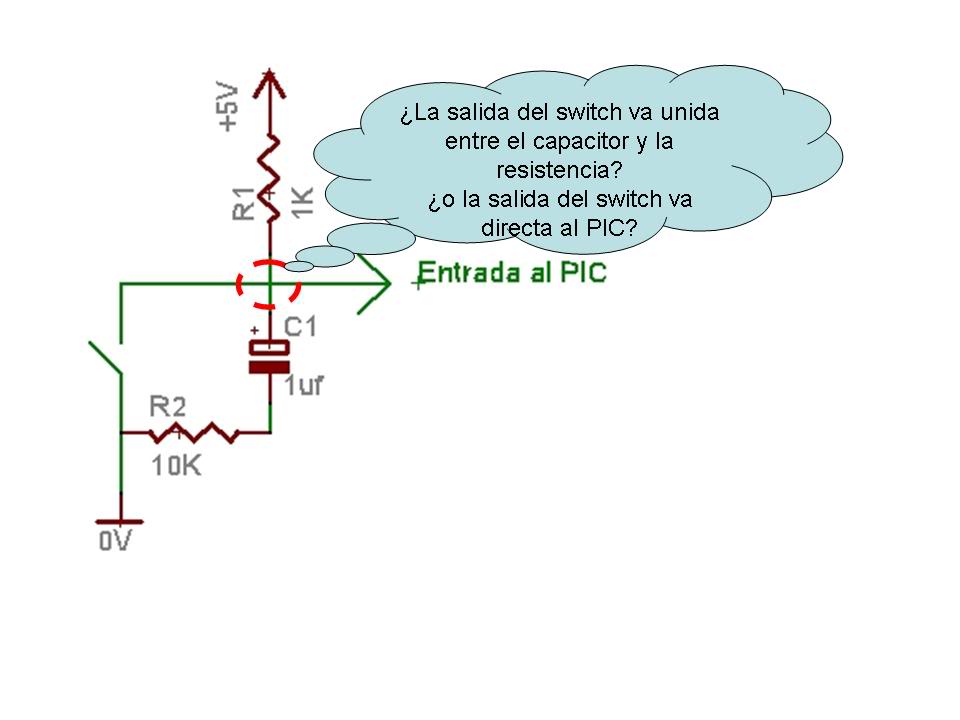 +5V
¿La salida del switch va unida
entre el capacitor y la
resistencia?
¿o la salida del switch va
directa al PIC?
R1
1K
Entrada al PIC
+
C1
1uf
R2
10K
0V